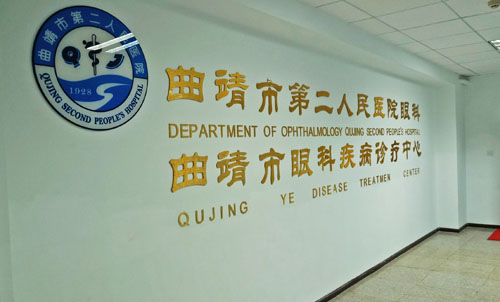 曲靖市第二人民医院
1928
QUJING SECOND PEOPLE'S HOSPITAL
曲靖市第二人民医院眼科
DEPARTMENT OF OPHTHALMOLOGY QUJING SECOND PEOPLE'S HOSPITAL
曲靖市眼科疾病诊疗中心
QUJING YE DISEASE TREATMEN CENTER